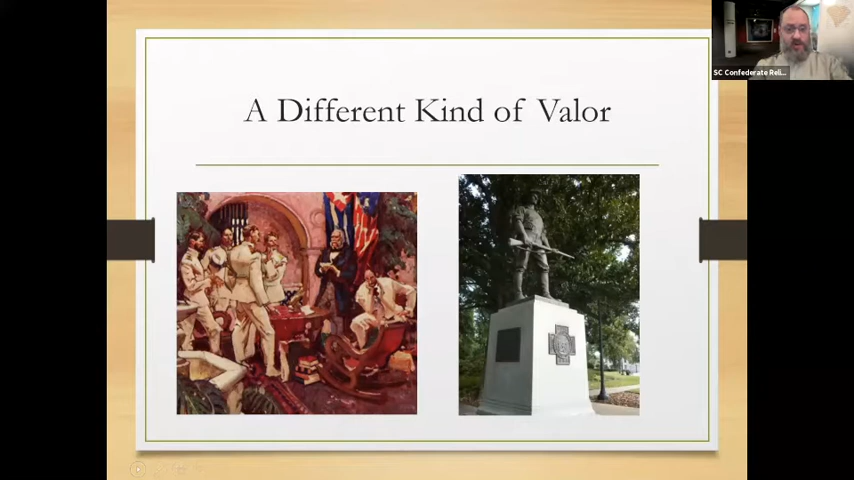 SC Confederate Reli...
A Different Kind of Valor